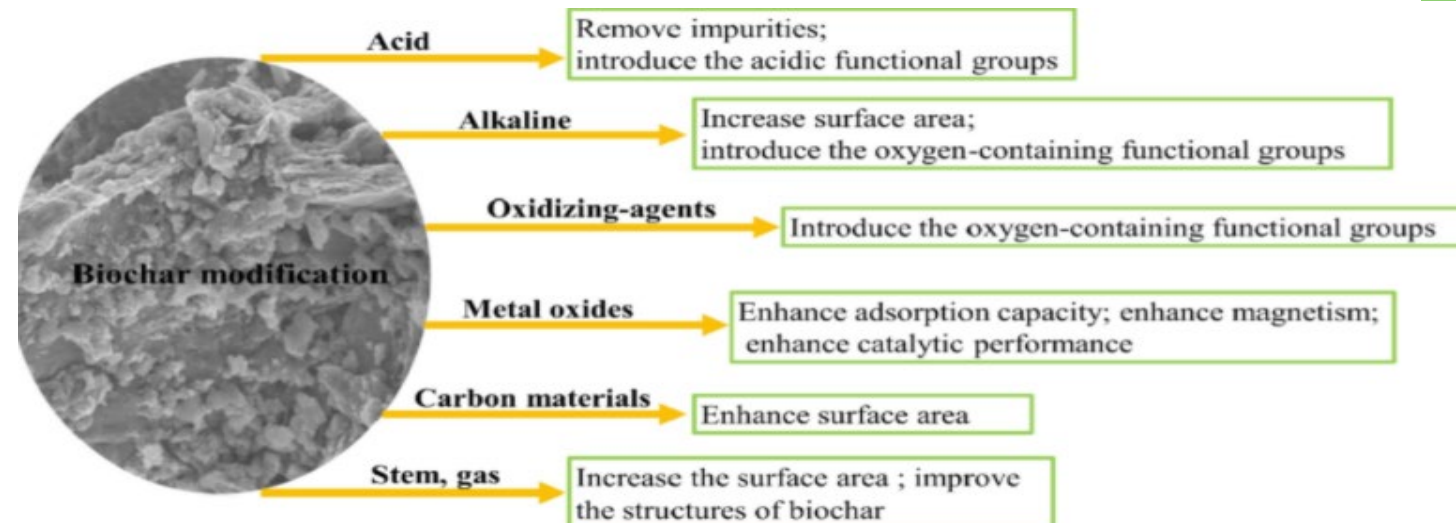 Acid
Remove impurities;
introduce the acidic functional groups
Alkaline
Increase surface area;
introduce the oxygen-containing functional groups
Oxidizing-agents
Introduce the oxygen-containing functional groups
Biochar modification
Metal oxides
Enhance adsorption capacity; enhance magnetism;
enhance catalytic performance
Carbon materials
Enhance surface area
Stem, gas
Increase the surface area ; improve
the structures of biochar